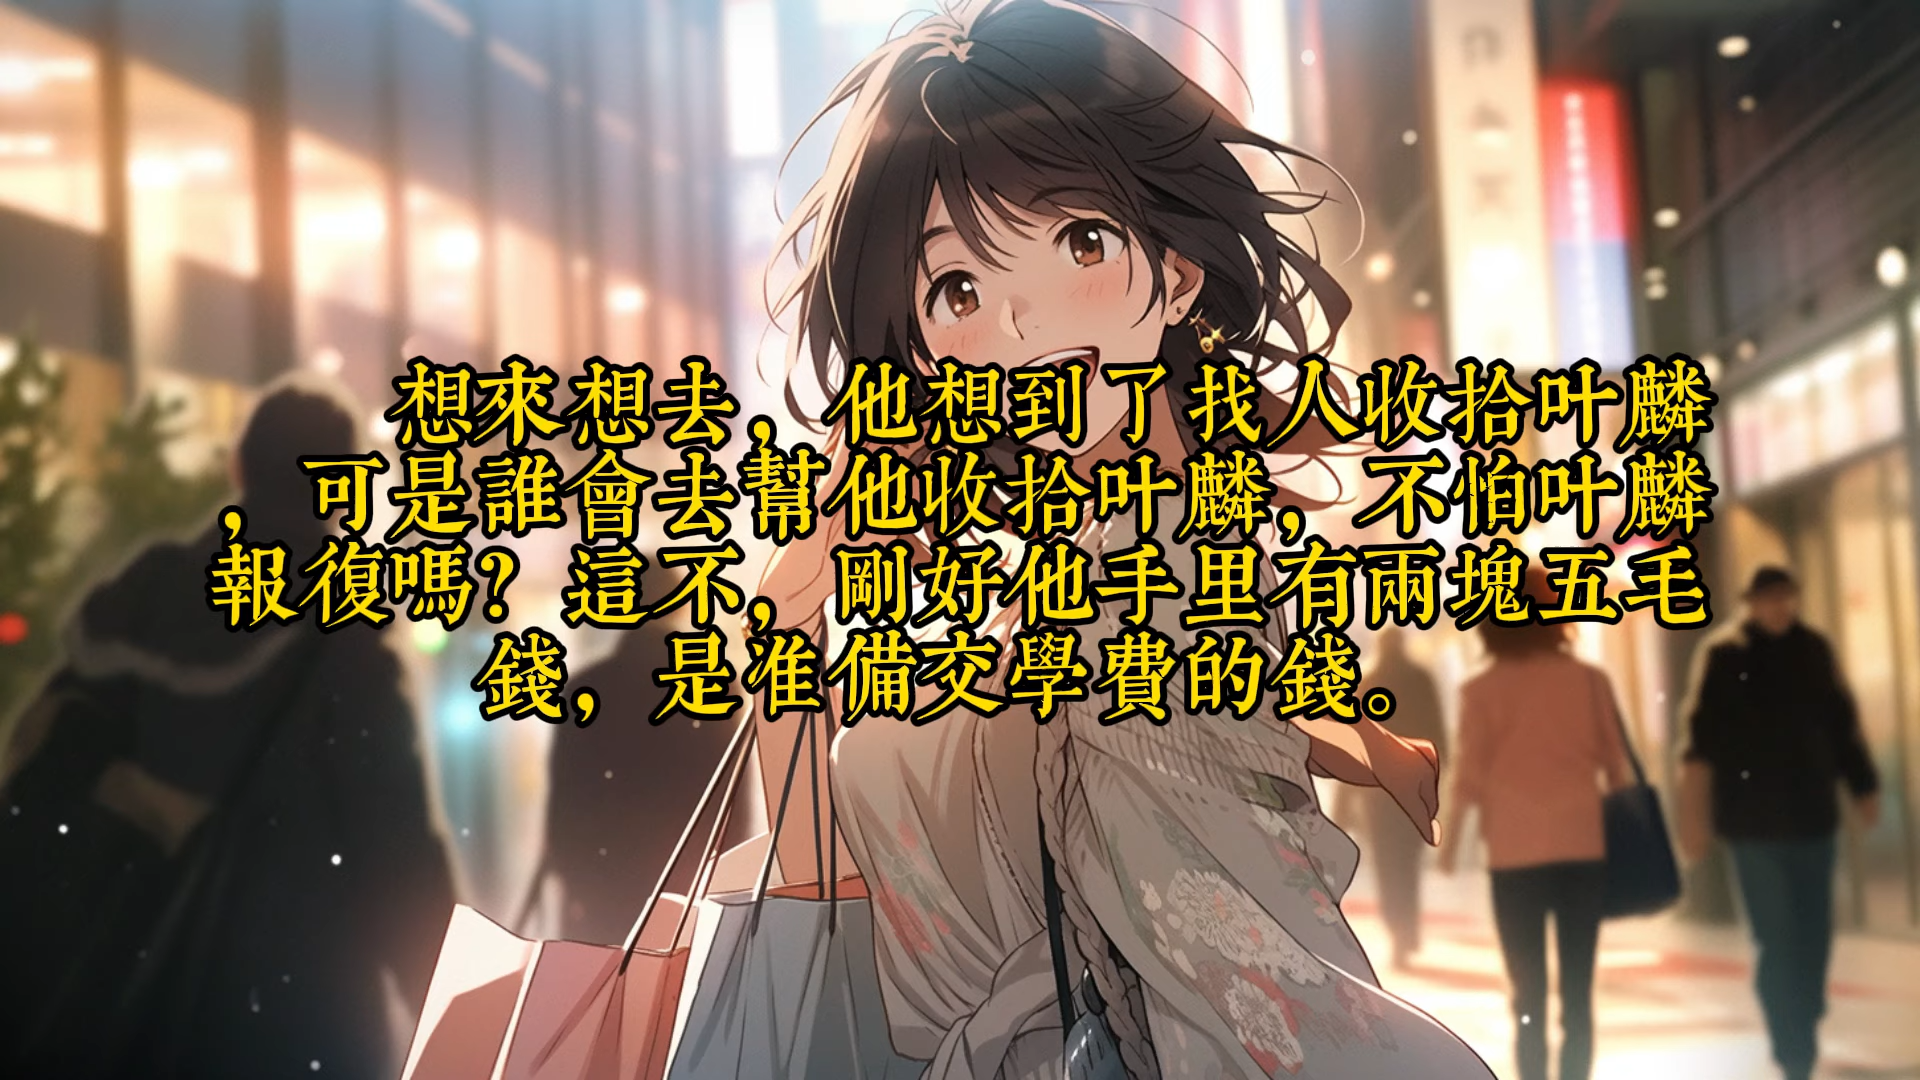 想來想去，他想到了找人收拾叶麟
，可是誰會去幫他收拾叶麟，不怕叶麟
報復嗎？這不，剛好他手里有兩塊五毛
錢，是准備交學費的錢。